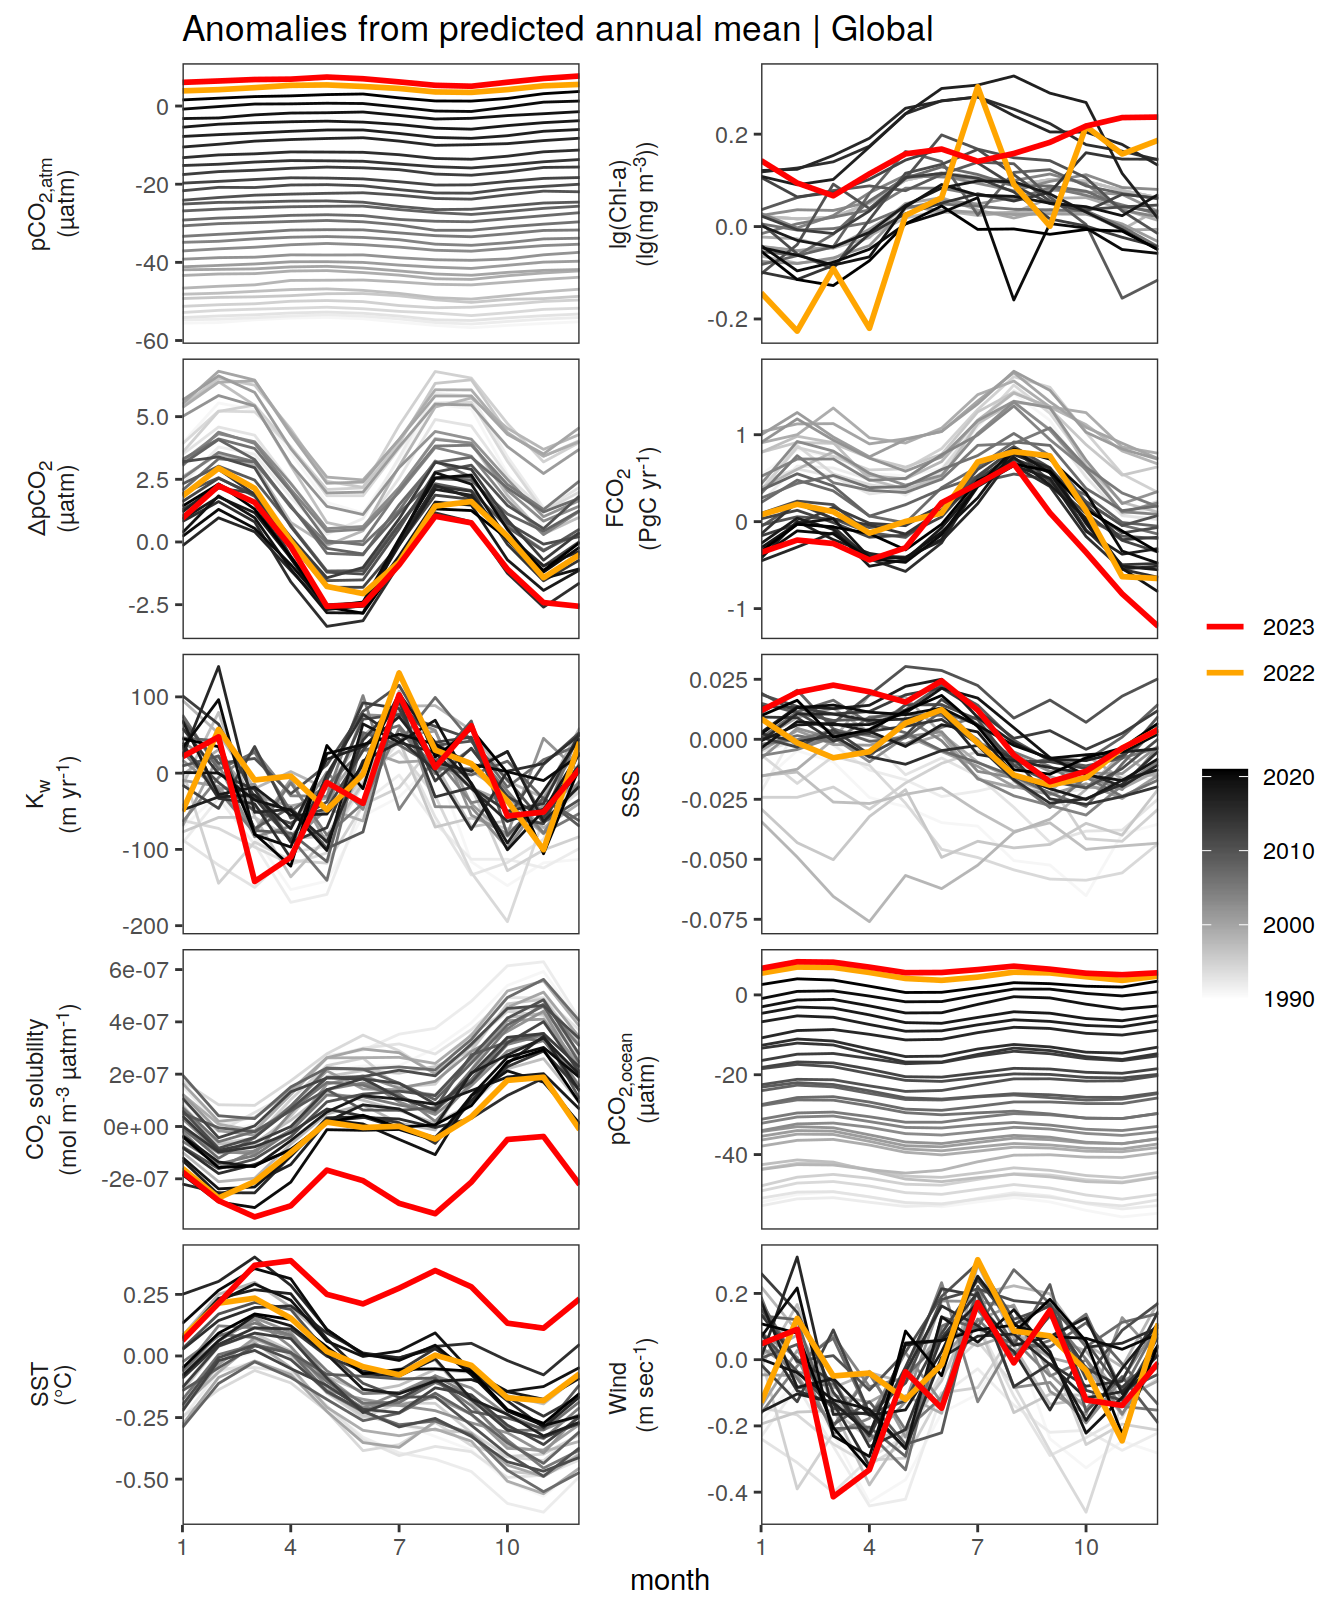 Anomalies from predicted annual mean | Global
pCO2,atm
(µatm)
0
-20
-40
-60
lg(Chl-a)
(lg(mg m-3))
0.2
0.0
-0.2
ΔpCO2
(µatm)
5.0
2.5
0.0
-2.5
FCO2
(PgC yr-1)
1
0
-1
Kw
(m yr-1)
100
0
-100
-200
SSS
0.025
0.000
-0.025
-0.050
-0.075
CO2 solubility
(mol m-3 µatm-1)
6e-07
4e-07
2e-07
0e+00
-2e-07
pCO2,ocean
(µatm)
0
-20
-40
SST
(°C)
0.25
0.00
-0.25
-0.50
1
4
7
10
Wind
(m sec-1)
0.2
0.0
-0.2
-0.4
1
4
7
10
month
2023
2022
2020
2010
2000
1990